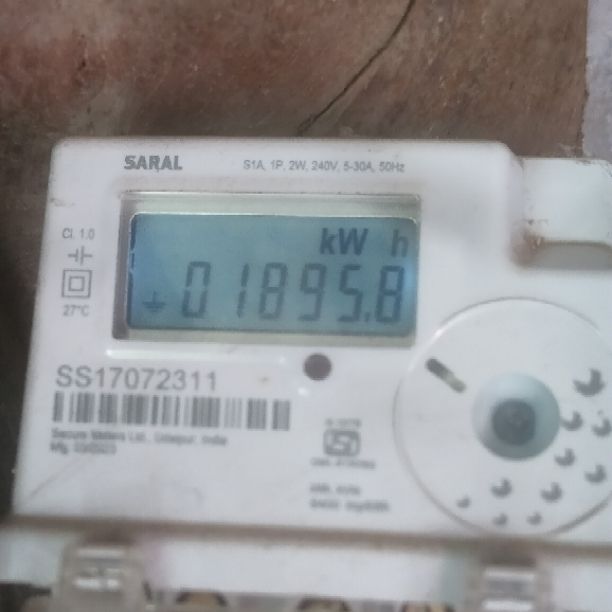 SARAL
S1A, 1P, 2W, 240V, 5-30A, 50Hz
Cl. 1.0
27°C
kW h
01895.8
SS17072311
Secure Meters Ltd., Udaipur, India